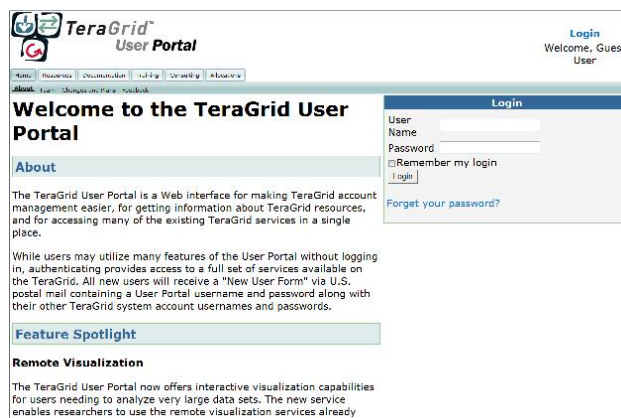 TeraGrid™
User Portal
Login
Welcome, Gues
User
Home Resources Documentation Training Consulting Allocations
About Team Changes and Plans Feedback
Welcome to the TeraGrid User
Portal
About
The TeraGrid User Portal is a Web interface for making TeraGrid account
management easier, for getting information about TeraGrid resources,
and for accessing many of the existing TeraGrid services in a single
place.
While users may utilize many features of the User Portal without logging
in, authenticating provides access to a full set of services available on
the TeraGrid. All new users will receive a "New User Form" via U.S.
postal mail containing a User Portal username and password along with
their other TeraGrid system account usernames and passwords.
Feature Spotlight
Remote Visualization
The TeraGrid User Portal now offers interactive visualization capabilities
for users needing to analyze very large data sets. The new service
enables researchers to use the remote visualization services already
Login
User
Name
Password
Remember my login
Login
Forget your password?